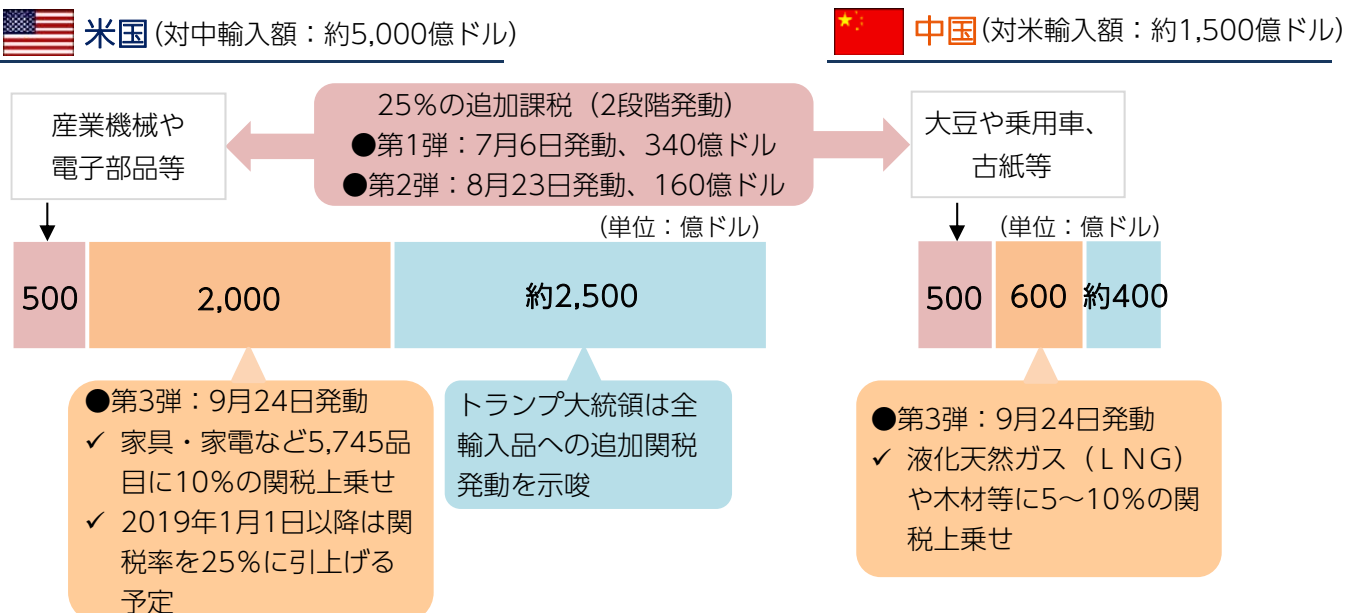 米国(対中輸入額：約5,000億ドル)
中国(対米輸入額：約1,500億ドル)
産業機械や
電子部品等
25%の追加課税（2段階発動）
●第1弾：7月6日発動、340億ドル
●第2弾：8月23日発動、160億ドル
大豆や乗用車、
古紙等
(単位：億ドル)
500
2,000
約2,500
(単位：億ドル)
500
600
約400
●第3弾：9月24日発動
✓ 家具・家電など5,745品
目に10%の関税上乗せ
✓ 2019年1月1日以降は関
税率を25%に引上げる
予定
トランプ大統領は全
輸入品への追加関税
発動を示唆
●第3弾：9月24日発動
✓ 液化天然ガス（ＬＮＧ）
や木材等に5～10%の関
税上乗せ